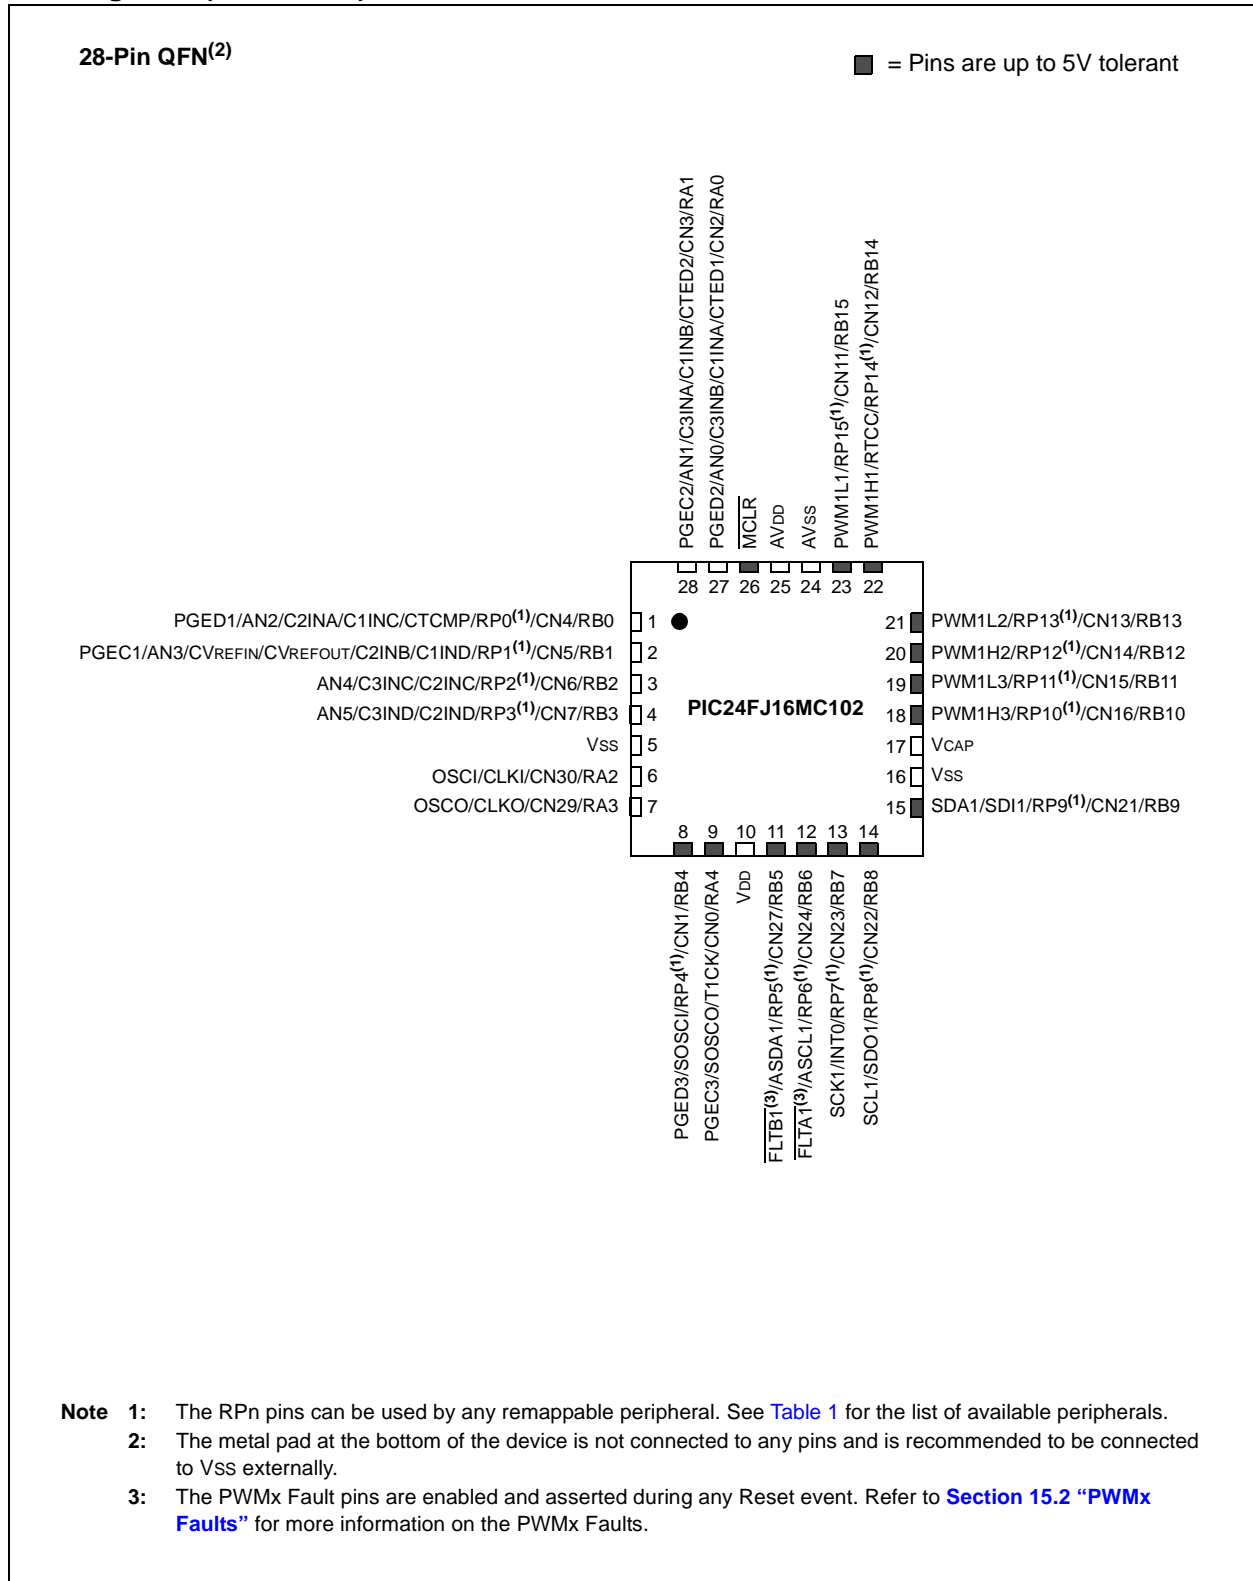 28-Pin QFN(2)
= Pins are up to 5V tolerant
PGEC2/AN1/C3INA/C1INB/CTED2/CN3/RA1
PGED2/AN0/C3INB/C1INA/CTED1/CN2/RA0
MCLR
AVDD
AVSS
PWM1L1/RP15(1)/CN11/RB15
PWM1H1/RTCC/RP14(1)/CN12/RB14
28 27 26 25 24 23 22
PGED1/AN2/C2INA/C1INC/CTCMP/RP0(1)/CN4/RB0 1
21 PWM1L2/RP13(1)/CN13/RB13
PGEC1/AN3/CVREFIN/CVREFOUT/C2INB/C1IND/RP1(1)/CN5/RB1 2
20 PWM1H2/RP12(1)/CN14/RB12
AN4/C3INC/C2INC/RP2(1)/CN6/RB2 3
19 PWM1L3/RP11(1)/CN15/RB11
AN5/C3IND/C2IND/RP3(1)/CN7/RB3 4
PIC24FJ16MC102
18 PWM1H3/RP10(1)/CN16/RB10
VSS 5
17 VCAP
OSCI/CLKI/CN30/RA2 6
16 VSS
OSCO/CLKO/CN29/RA3 7
15 SDA1/SDI1/RP9(1)/CN21/RB9
8 9 10 11 12 13 14
PGED3/SOSCI/RP4(1)/CN1/RB4
PGEC3/SOSCO/T1CK/CN0/RA4
VDD
FLTB1(3)/ASDA1/RP5(1)/CN27/RB5
FLTA1(3)/ASCL1/RP6(1)/CN24/RB6
SCK1/INT0/RP7(1)/CN23/RB7
SCL1/SDO1/RP8(1)/CN22/RB8
Note 1: The RPn pins can be used by any remappable peripheral. See Table 1 for the list of available peripherals.
2: The metal pad at the bottom of the device is not connected to any pins and is recommended to be connected
to VSS externally.
3: The PWMx Fault pins are enabled and asserted during any Reset event. Refer to Section 15.2 “PWMx
Faults” for more information on the PWMx Faults.